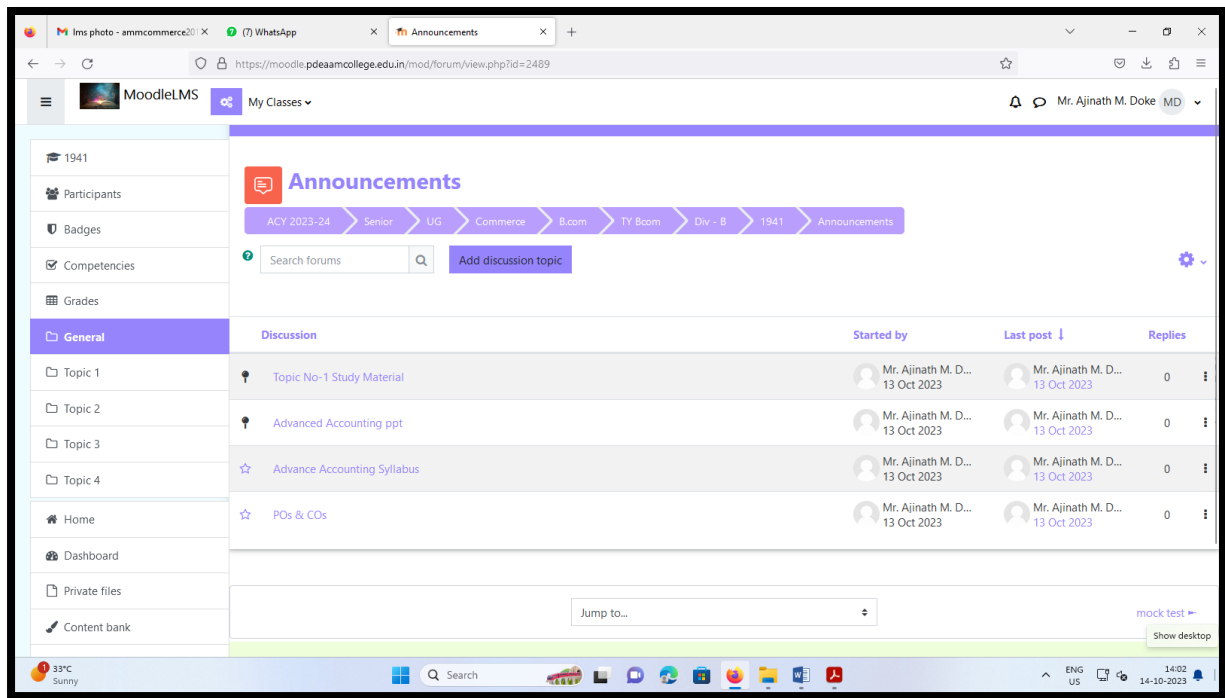 lms photo - ammcommerce201
(7) WhatsApp
Announcements
https://moodle.pdeaamcollege.edu.in/mod/forum/view.php?id=2489
MoodleLMS
My Classes
Mr. Ajinath M. Doke MD
1941
Participants
Badges
Competencies
Grades
General
Topic 1
Topic 2
Topic 3
Topic 4
Home
Dashboard
Private files
Content bank
Announcements
ACY 2023-24 Senior UG Commerce B.com TY Bcom Div - B 1941 Announcements
Search forums
Add discussion topic
Discussion Started by Last post Replies
Topic No-1 Study Material Mr. Ajinath M. D... Mr. Ajinath M. D... 0
13 Oct 2023 13 Oct 2023
Advanced Accounting ppt Mr. Ajinath M. D... Mr. Ajinath M. D... 0
13 Oct 2023 13 Oct 2023
Advance Accounting Syllabus Mr. Ajinath M. D... Mr. Ajinath M. D... 0
13 Oct 2023 13 Oct 2023
POs & COs Mr. Ajinath M. D... Mr. Ajinath M. D... 0
13 Oct 2023 13 Oct 2023
Jump to...
mock test
Show desktop
1
33°C
Sunny
Search
ENG
US
14:02
14-10-2023